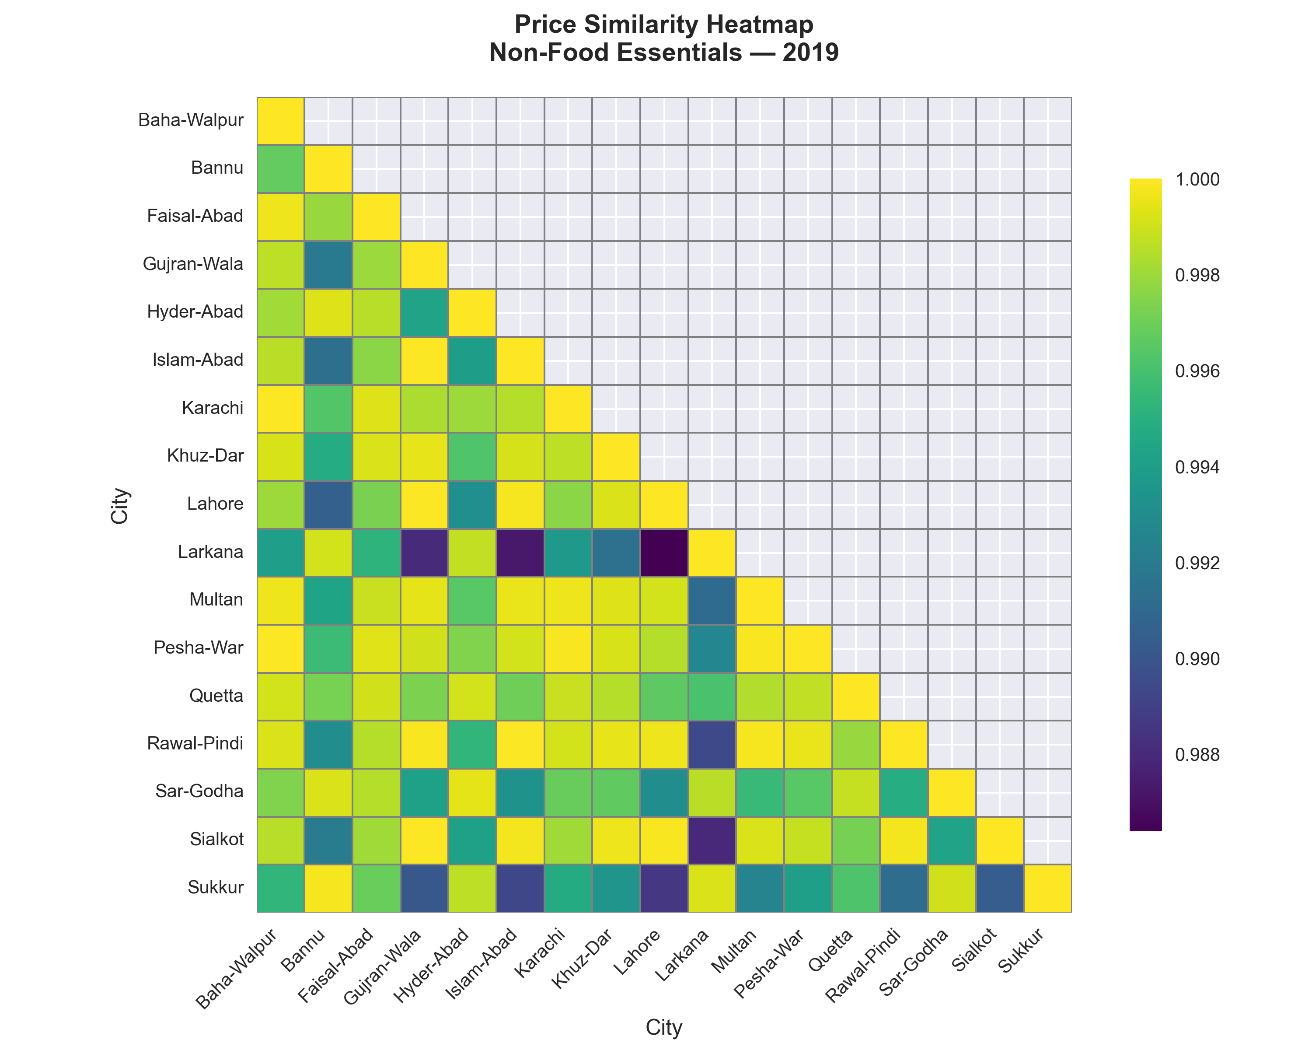 Price Similarity Heatmap
Non-Food Essentials — 2019
Baha-Walpur
Bannu
Faisal-Abad
Gujran-Wala
Hyder-Abad
Islam-Abad
Karachi
Khuz-Dar
Lahore
Larkana
Multan
Pesha-War
Quetta
Rawal-Pindi
Sar-Godha
Sialkot
Sukkur
City
1.000
0.998
0.996
0.994
0.992
0.990
0.988
Baha-Walpur
Bannu
Faisal-Abad
Gujran-Wala
Hyder-Abad
Islam-Abad
Karachi
Khuz-Dar
Lahore
Larkana
Multan
Pesha-War
Quetta
Rawal-Pindi
Sar-Godha
Sialkot
Sukkur
City